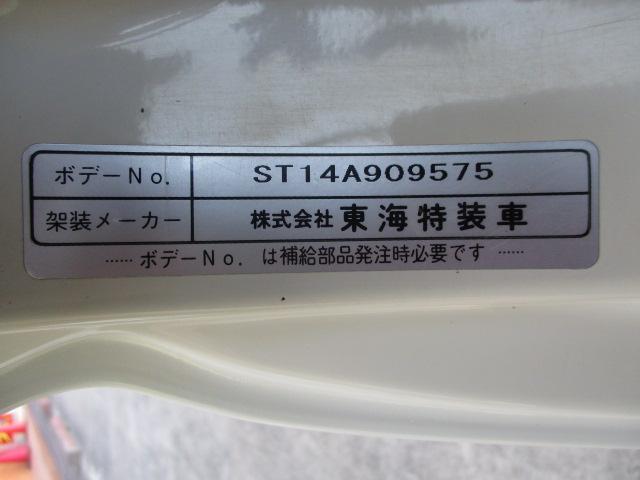 ボデーNo. ST14A909575
架装メーカー 株式会社 東海特装車
……ボデーNo. は補給部品発注時必要です……